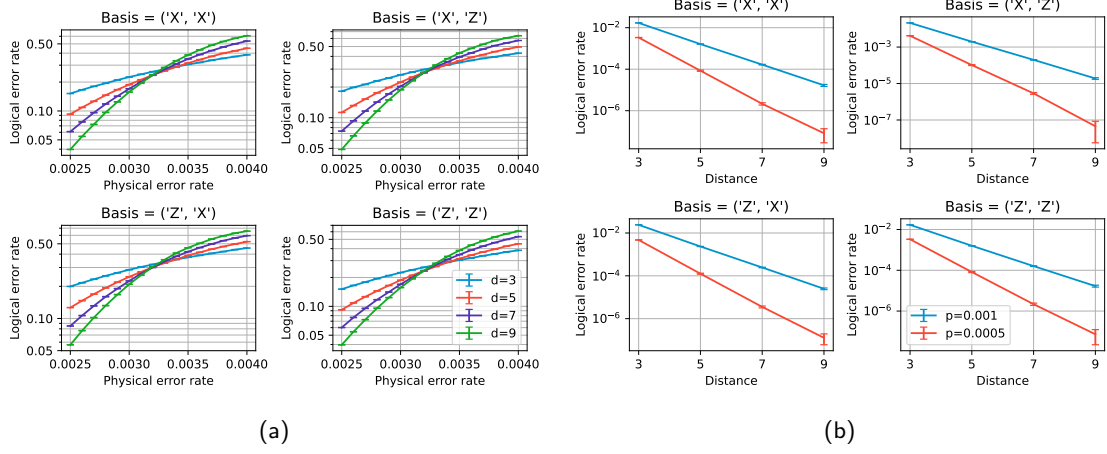 Basis = ('X', 'X')
Logical error rate
0.50
0.10
0.05
0.0025 0.0030 0.0035 0.0040
Physical error rate
Basis = ('X', 'Z')
Logical error rate
0.50
0.10
0.05
0.0025 0.0030 0.0035 0.0040
Physical error rate
Basis = ('Z', 'X')
Logical error rate
0.50
0.10
0.05
0.0025 0.0030 0.0035 0.0040
Physical error rate
Basis = ('Z', 'Z')
Logical error rate
0.50
0.10
0.05
0.0025 0.0030 0.0035 0.0040
Physical error rate
d=3
d=5
d=7
d=9
(a)
Basis = ('X', 'X')
Logical error rate
10⁻²
10⁻⁴
10⁻⁶
3 5 7 9
Distance
Basis = ('X', 'Z')
Logical error rate
10⁻³
10⁻⁵
10⁻⁷
3 5 7 9
Distance
Basis = ('Z', 'X')
Logical error rate
10⁻²
10⁻⁴
10⁻⁶
3 5 7 9
Distance
Basis = ('Z', 'Z')
Logical error rate
10⁻²
10⁻⁴
10⁻⁶
3 5 7 9
Distance
p=0.001
p=0.0005
(b)